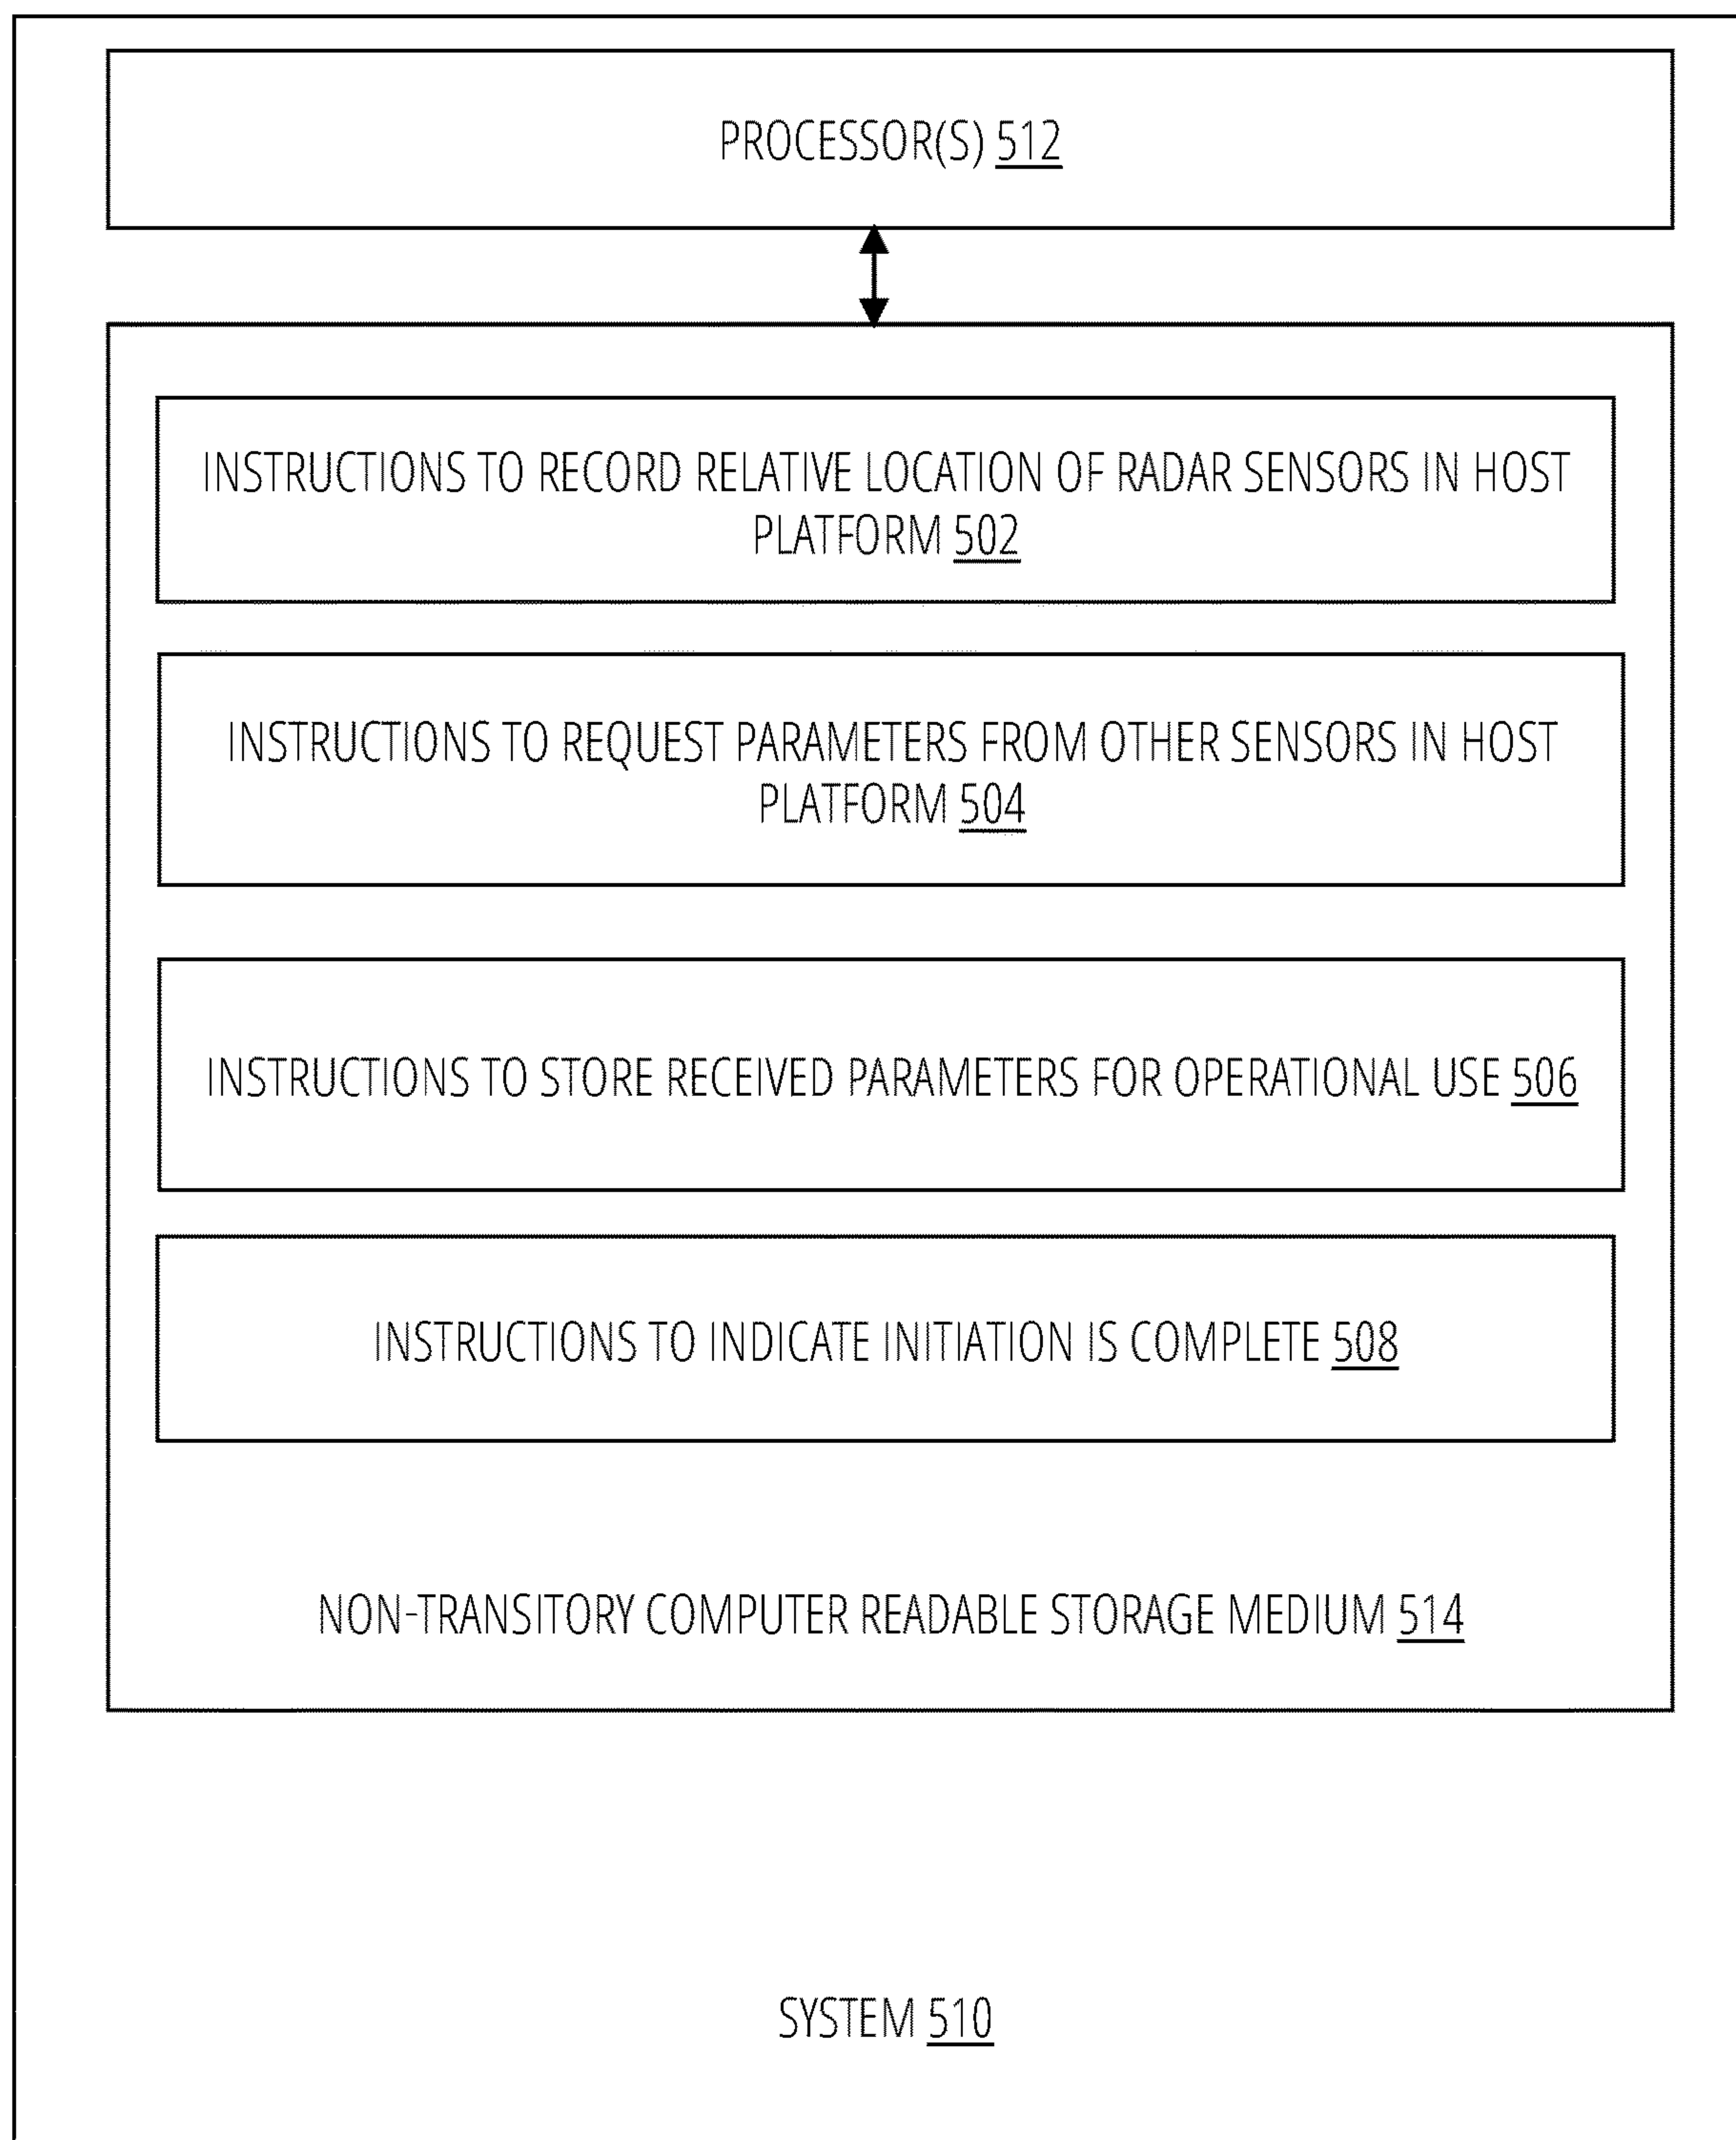 PROCESSOR(S) 512
INSTRUCTIONS TO RECORD RELATIVE LOCATION OF RADAR SENSORS IN HOST
PLATFORM 502
INSTRUCTIONS TO REQUEST PARAMETERS FROM OTHER SENSORS IN HOST
PLATFORM 504
INSTRUCTIONS TO STORE RECEIVED PARAMETERS FOR OPERATIONAL USE 506
INSTRUCTIONS TO INDICATE INITIATION IS COMPLETE 508
NON-TRANSITORY COMPUTER READABLE STORAGE MEDIUM 514
SYSTEM 510